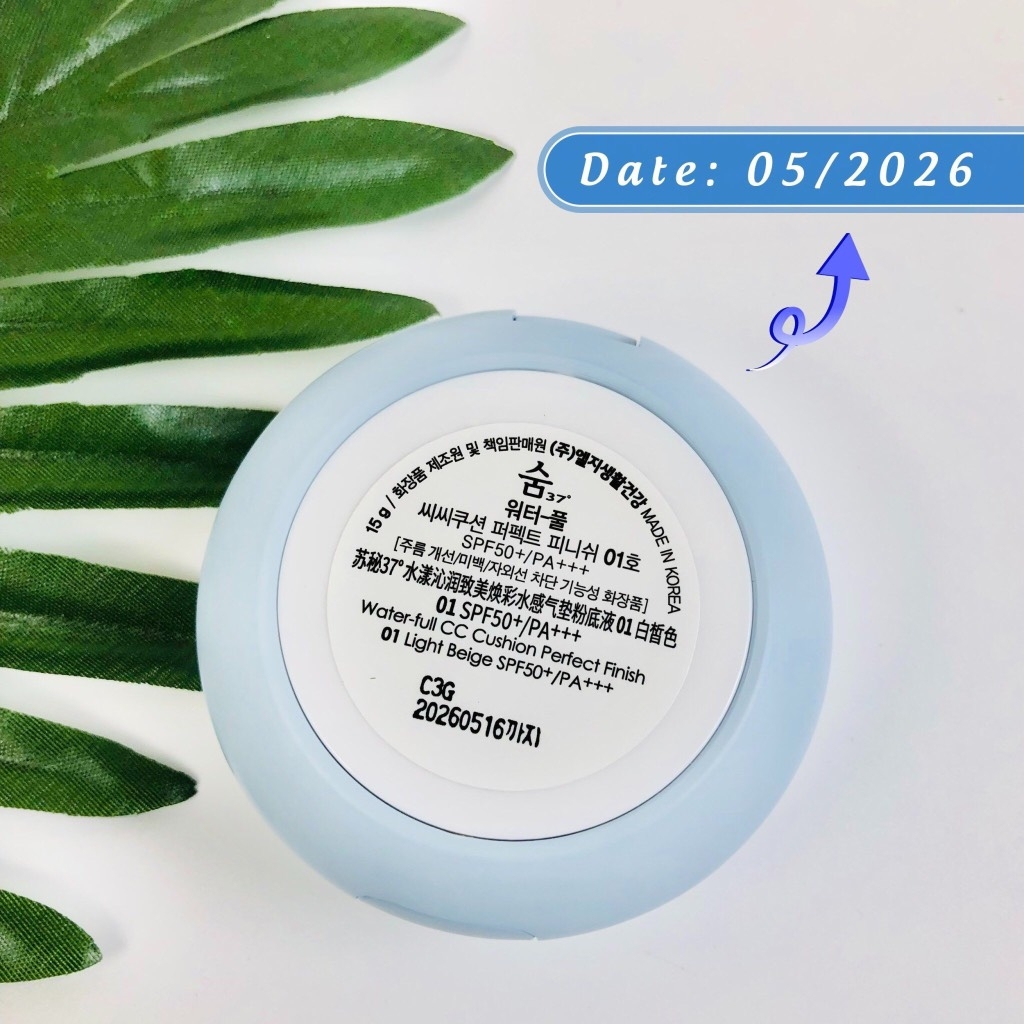 Date: 05/2026
15 g / 화장품 제조원 및 책임판매원 (주)엘지생활건강 MADE IN KOREA
숨37°
워터-풀
씨씨쿠션 퍼펙트 피니쉬 01호
SPF50+/PA+++
[주름 개선/미백/자외선 차단 기능성 화장품]
苏秘37°水漾沁润致美焕彩水感气垫粉底液01白皙色
01 SPF50+/PA+++
Water-full CC Cushion Perfect Finish
01 Light Beige SPF50+/PA+++
C3G
20260516까지